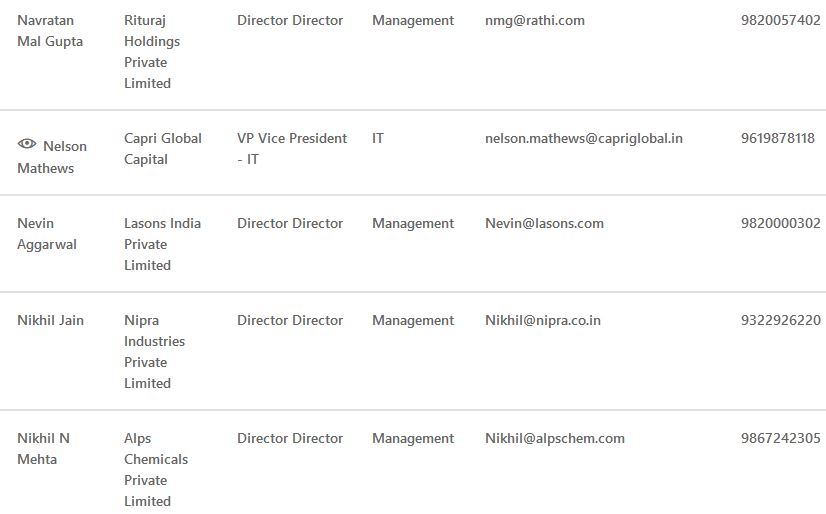 Navratan Rituraj Director Director Management nmg@rathi.com 9820057402
Mal Gupta Holdings
Private
Limited
Nelson Capri Global VP Vice President IT nelson.mathews@capriglobal.in 9619878118
Mathews Capital - IT
Nevin Lasons India Director Director Management Nevin@lasons.com 9820000302
Aggarwal Private
Limited
Nikhil Jain Nipra Director Director Management Nikhil@nipra.co.in 9322926220
Industries
Private
Limited
Nikhil N Alps Director Director Management Nikhil@alpschem.com 9867242305
Mehta Chemicals
Private
Limited